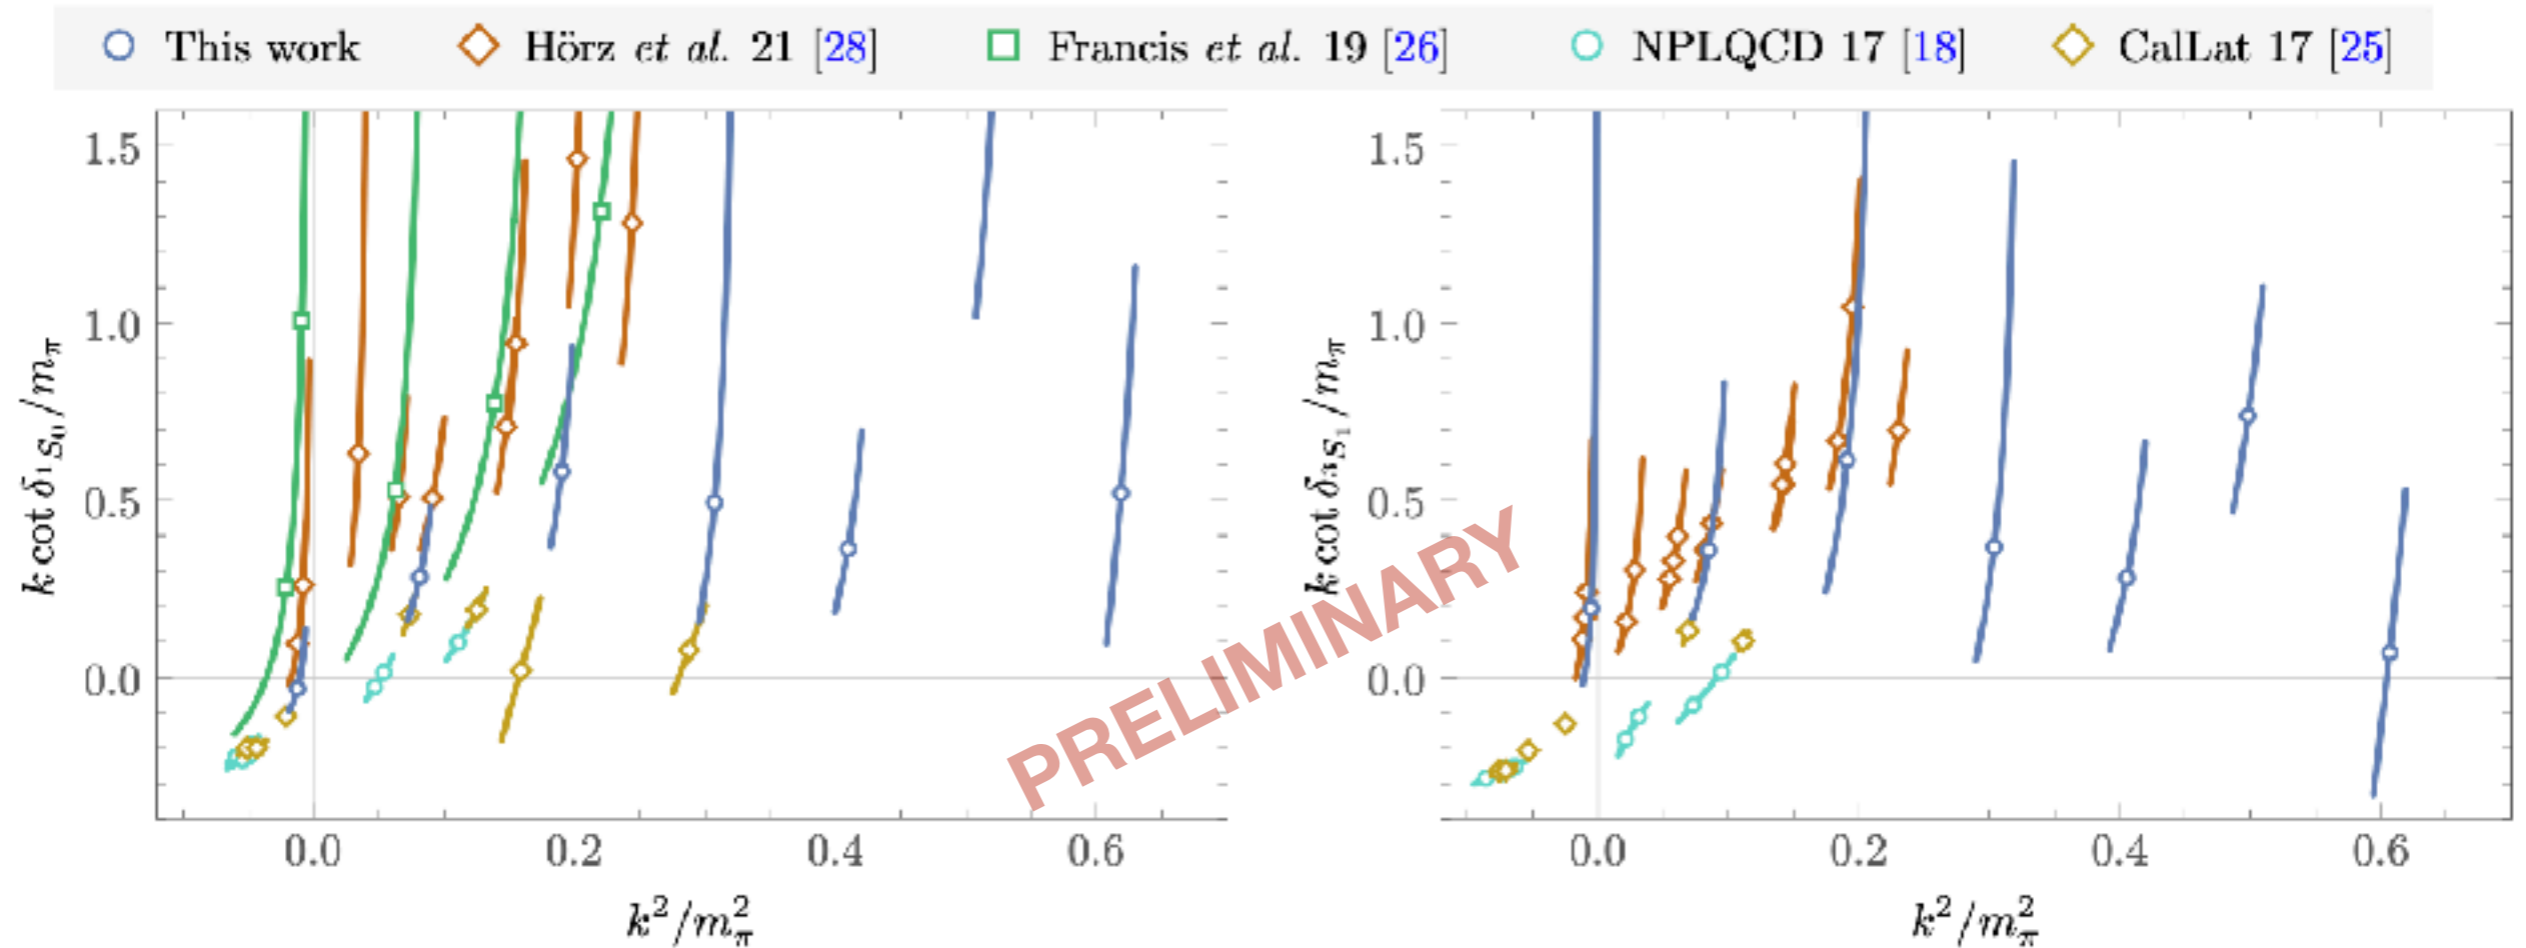 This work Hörz et al. 21 [28] Francis et al. 19 [26] NPLQCD 17 [18] CalLat 17 [25]
k cot δ¹S₀/mπ
1.5
1.0
0.5
0.0
0.0 0.2 0.4 0.6
k²/m²π
k cot δ³S₁/mπ
1.5
1.0
0.5
0.0
0.0 0.2 0.4 0.6
k²/m²π
PRELIMINARY